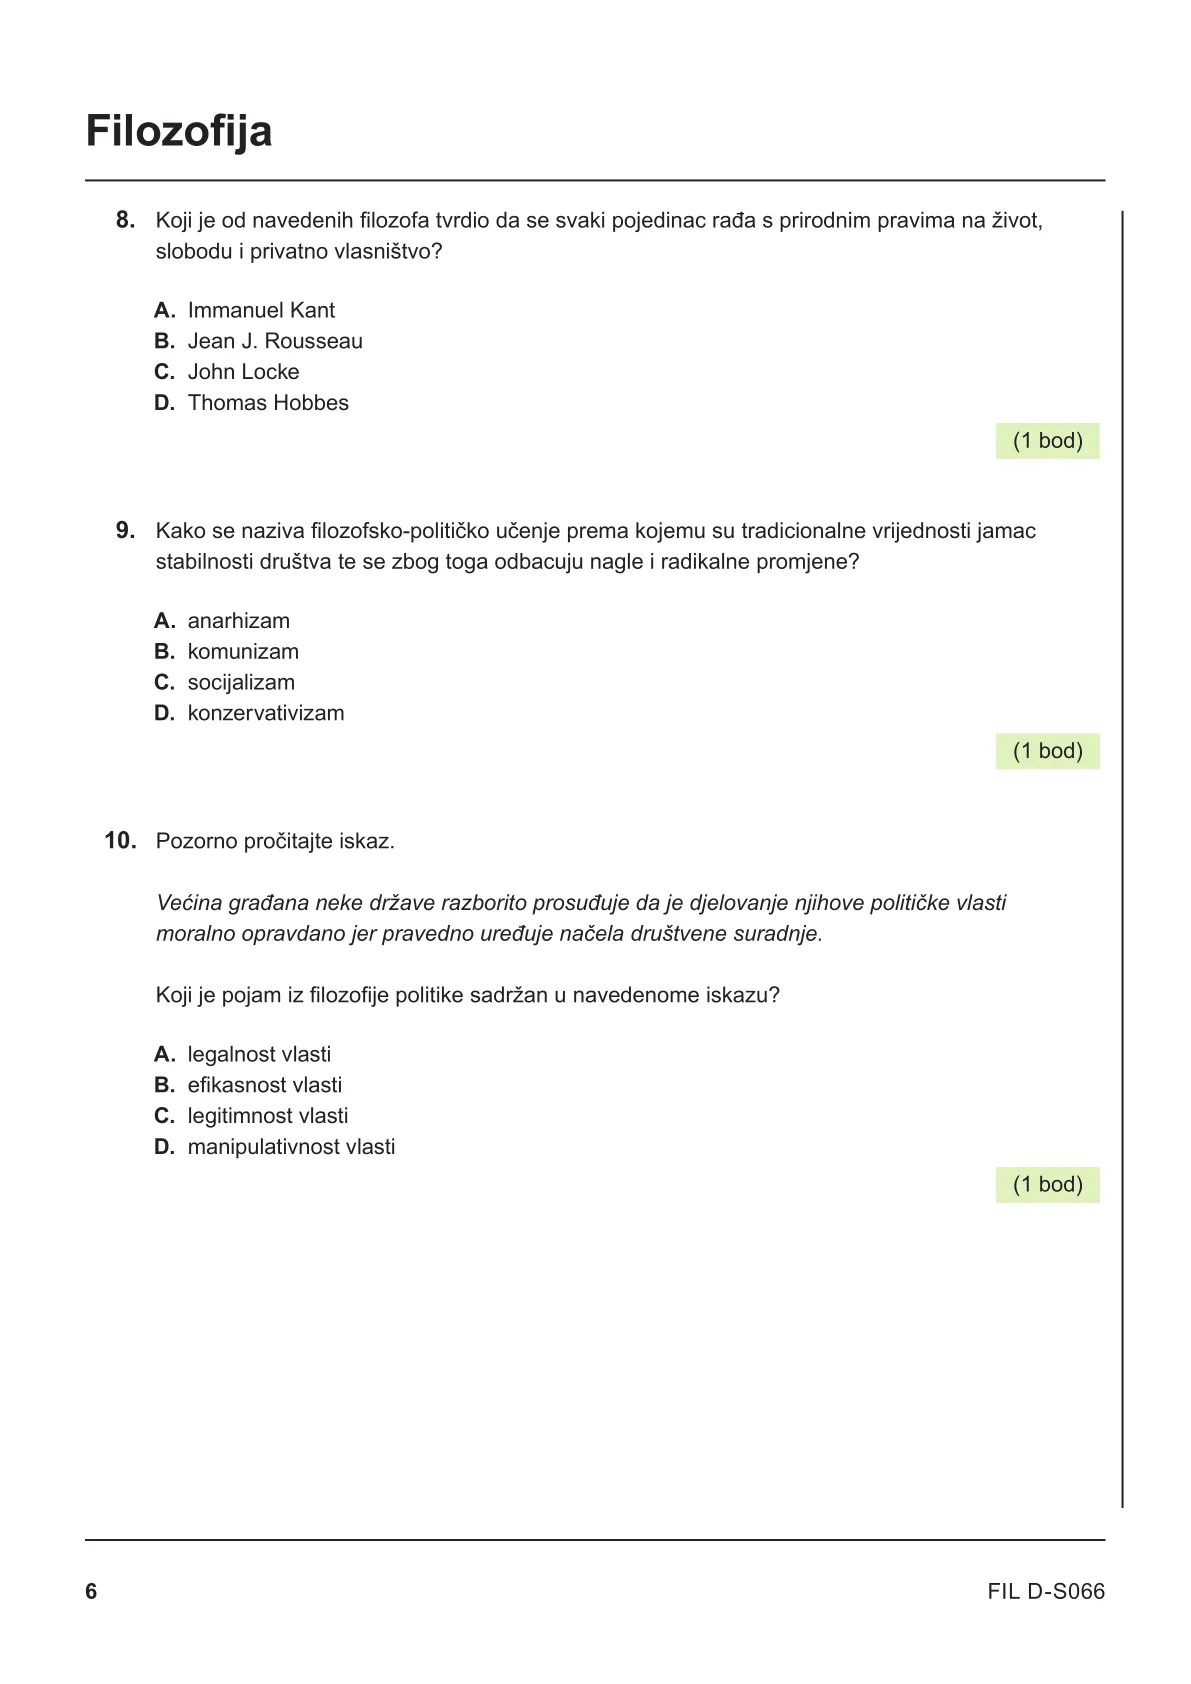 Filozofija
8. Koji je od navedenih filozofa tvrdio da se svaki pojedinac rađa s prirodnim pravima na život,
slobodu i privatno vlasništvo?
A. Immanuel Kant
B. Jean J. Rousseau
C. John Locke
D. Thomas Hobbes
(1 bod)
9. Kako se naziva filozofsko-političko učenje prema kojemu su tradicionalne vrijednosti jamac
stabilnosti društva te se zbog toga odbacuju nagle i radikalne promjene?
A. anarhizam
B. komunizam
C. socijalizam
D. konzervativizam
(1 bod)
10. Pozorno pročitajte iskaz.
Većina građana neke države razborito prosuđuje da je djelovanje njihove političke vlasti
moralno opravdano jer pravedno uređuje načela društvene suradnje.
Koji je pojam iz filozofije politike sadržan u navedenome iskazu?
A. legalnost vlasti
B. efikasnost vlasti
C. legitimnost vlasti
D. manipulativnost vlasti
(1 bod)
6
FIL D-S066